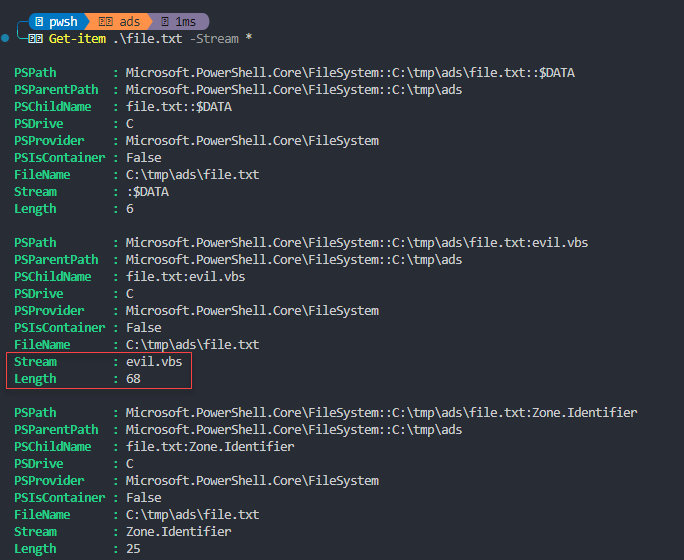 pwsh ads 1ms
Get-item .\file.txt -Stream *
PSPath : Microsoft.PowerShell.Core\FileSystem::C:\tmp\ads\file.txt::$DATA
PSParentPath : Microsoft.PowerShell.Core\FileSystem::C:\tmp\ads
PSChildName : file.txt::$DATA
PSDrive : C
PSProvider : Microsoft.PowerShell.Core\FileSystem
PSIsContainer : False
FileName : C:\tmp\ads\file.txt
Stream : :$DATA
Length : 6
PSPath : Microsoft.PowerShell.Core\FileSystem::C:\tmp\ads\file.txt:evil.vbs
PSParentPath : Microsoft.PowerShell.Core\FileSystem::C:\tmp\ads
PSChildName : file.txt:evil.vbs
PSDrive : C
PSProvider : Microsoft.PowerShell.Core\FileSystem
PSIsContainer : False
FileName : C:\tmp\ads\file.txt
Stream : evil.vbs
Length : 68
PSPath : Microsoft.PowerShell.Core\FileSystem::C:\tmp\ads\file.txt:Zone.Identifier
PSParentPath : Microsoft.PowerShell.Core\FileSystem::C:\tmp\ads
PSChildName : file.txt:Zone.Identifier
PSDrive : C
PSProvider : Microsoft.PowerShell.Core\FileSystem
PSIsContainer : False
FileName : C:\tmp\ads\file.txt
Stream : Zone.Identifier
Length : 25